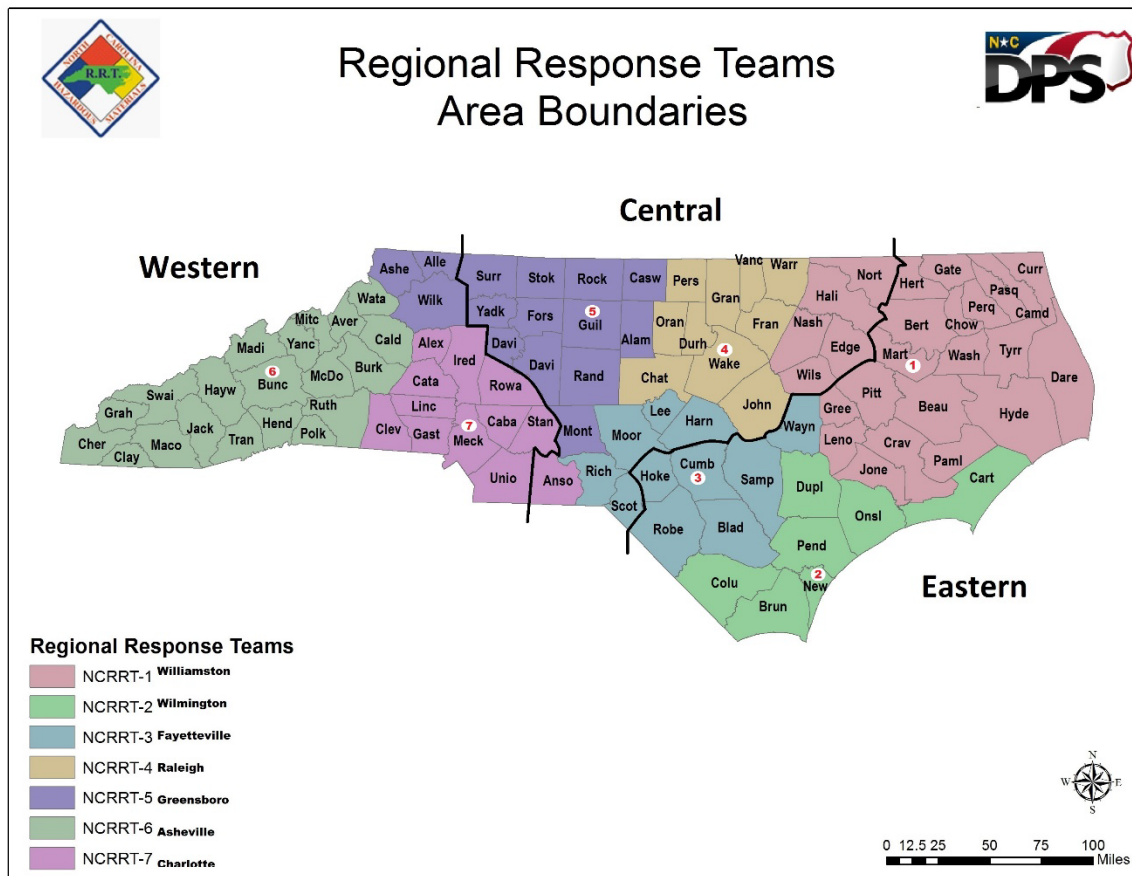 NORTH CAROLINA
R.R.T.
HAZARDOUS MATERIALS
Regional Response Teams
Area Boundaries
N★C
DPS
Central
Western
Eastern
Ashe
Alle
Surr
Stok
Rock
Casw
Pers
Vanc
Warr
Gran
Nort
Hali
Hert
Gate
Curr
Pasq
Perq
Camd
Wata
Wilk
Yadk
Fors
5
Guil
Alam
Oran
Durh
Fran
Nash
Edge
Bert
Chow
Mitc
Aver
Cald
Alex
Ired
Davi
Davi
Rand
Chat
4
Wake
Wils
Mart
1
Wash
Tyrr
Dare
Madi
Yanc
McDo
Burk
Cata
Rowa
John
Gree
Pitt
Beau
Hyde
6
Bunc
Hayw
Swai
Grah
Ruth
Linc
Caba
Stan
Mont
Moor
Lee
Harn
Wayn
Leno
Crav
Paml
Cher
Clay
Maco
Jack
Tran
Hend
Polk
Clev
Gast
7
Meck
Unio
Anso
Rich
Scot
Hoke
Cumb
3
Samp
Dupl
Jone
Onsl
Cart
Robe
Blad
Pend
Colu
Brun
2
New
Regional Response Teams
NCRRT-1 Williamston
NCRRT-2 Wilmington
NCRRT-3 Fayetteville
NCRRT-4 Raleigh
NCRRT-5 Greensboro
NCRRT-6 Asheville
NCRRT-7 Charlotte
N
W E
S
0 12.5 25 50 75 100
Miles